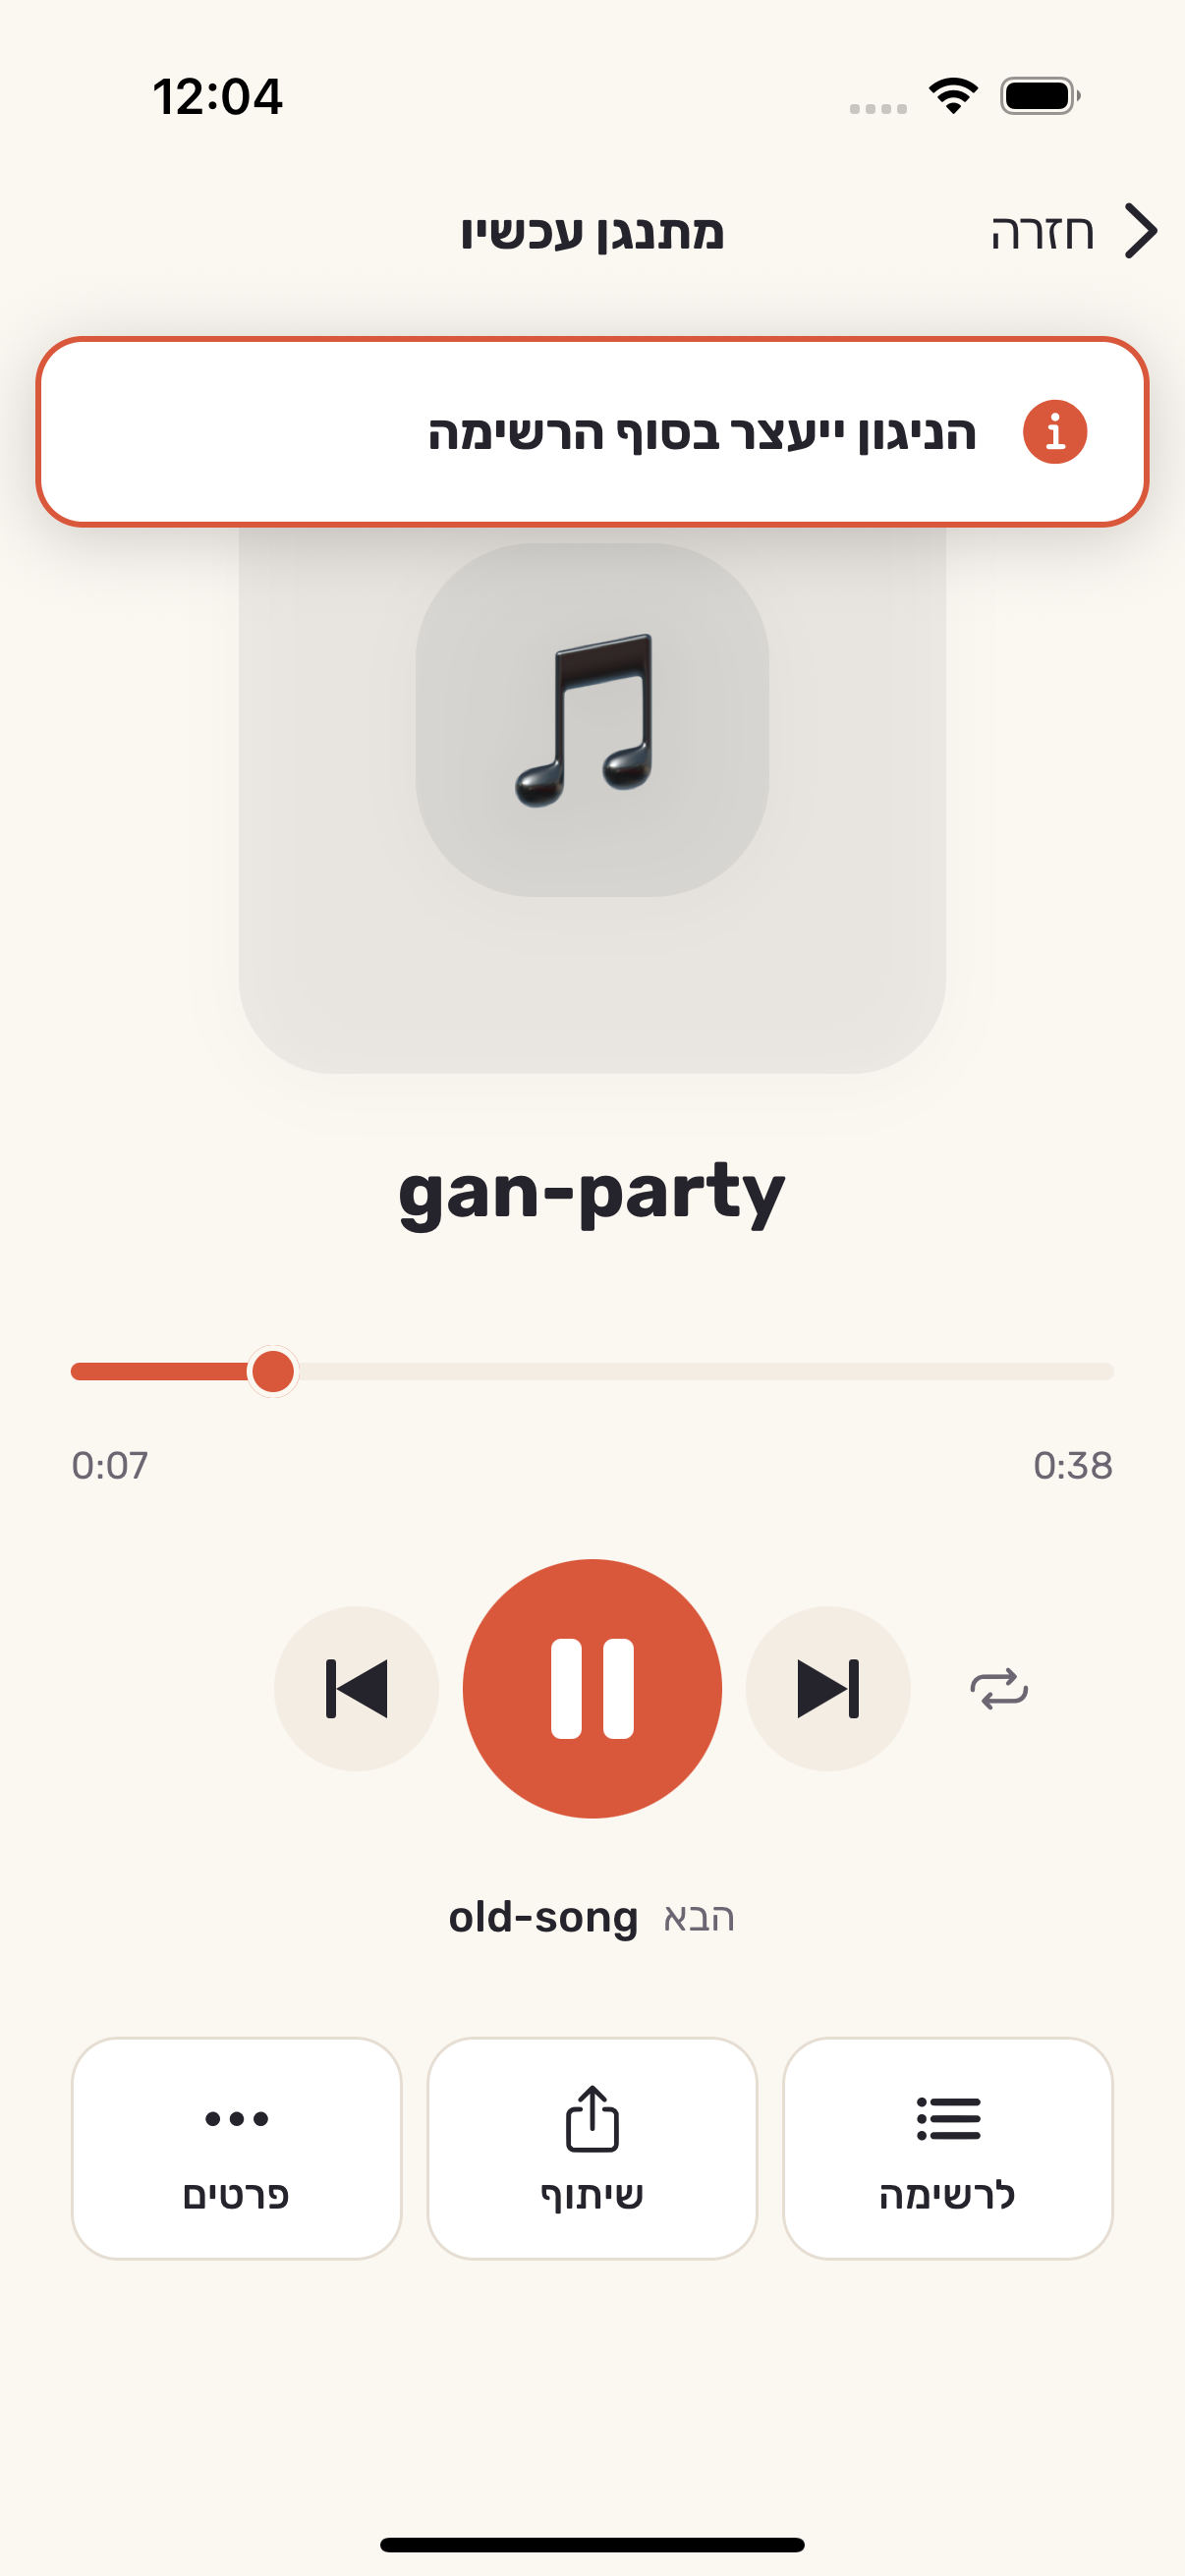 12:04
חזרה
מתנגן עכשיו
הניגון ייעצר בסוף הרשימה
gan-party
0:07
0:38
הבא old-song
לרשימה
שיתוף
פרטים